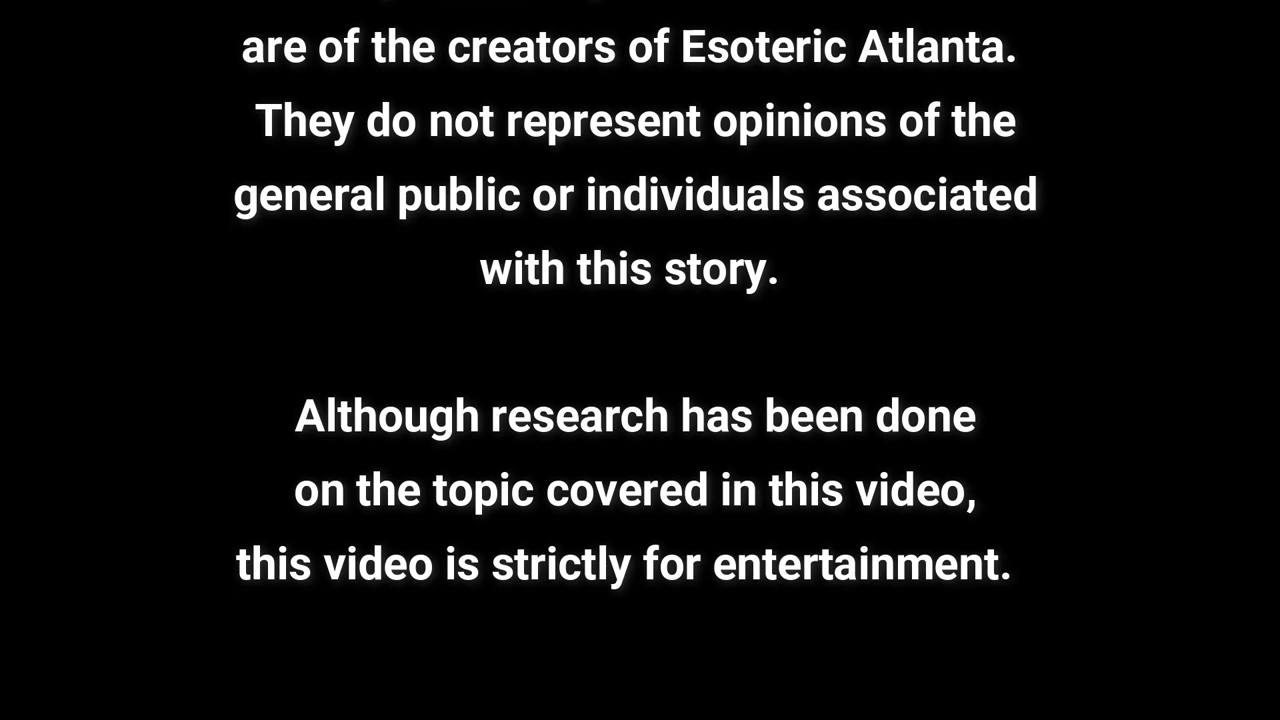 are of the creators of Esoteric Atlanta.
They do not represent opinions of the
general public or individuals associated
with this story.
Although research has been done
on the topic covered in this video,
this video is strictly for entertainment.